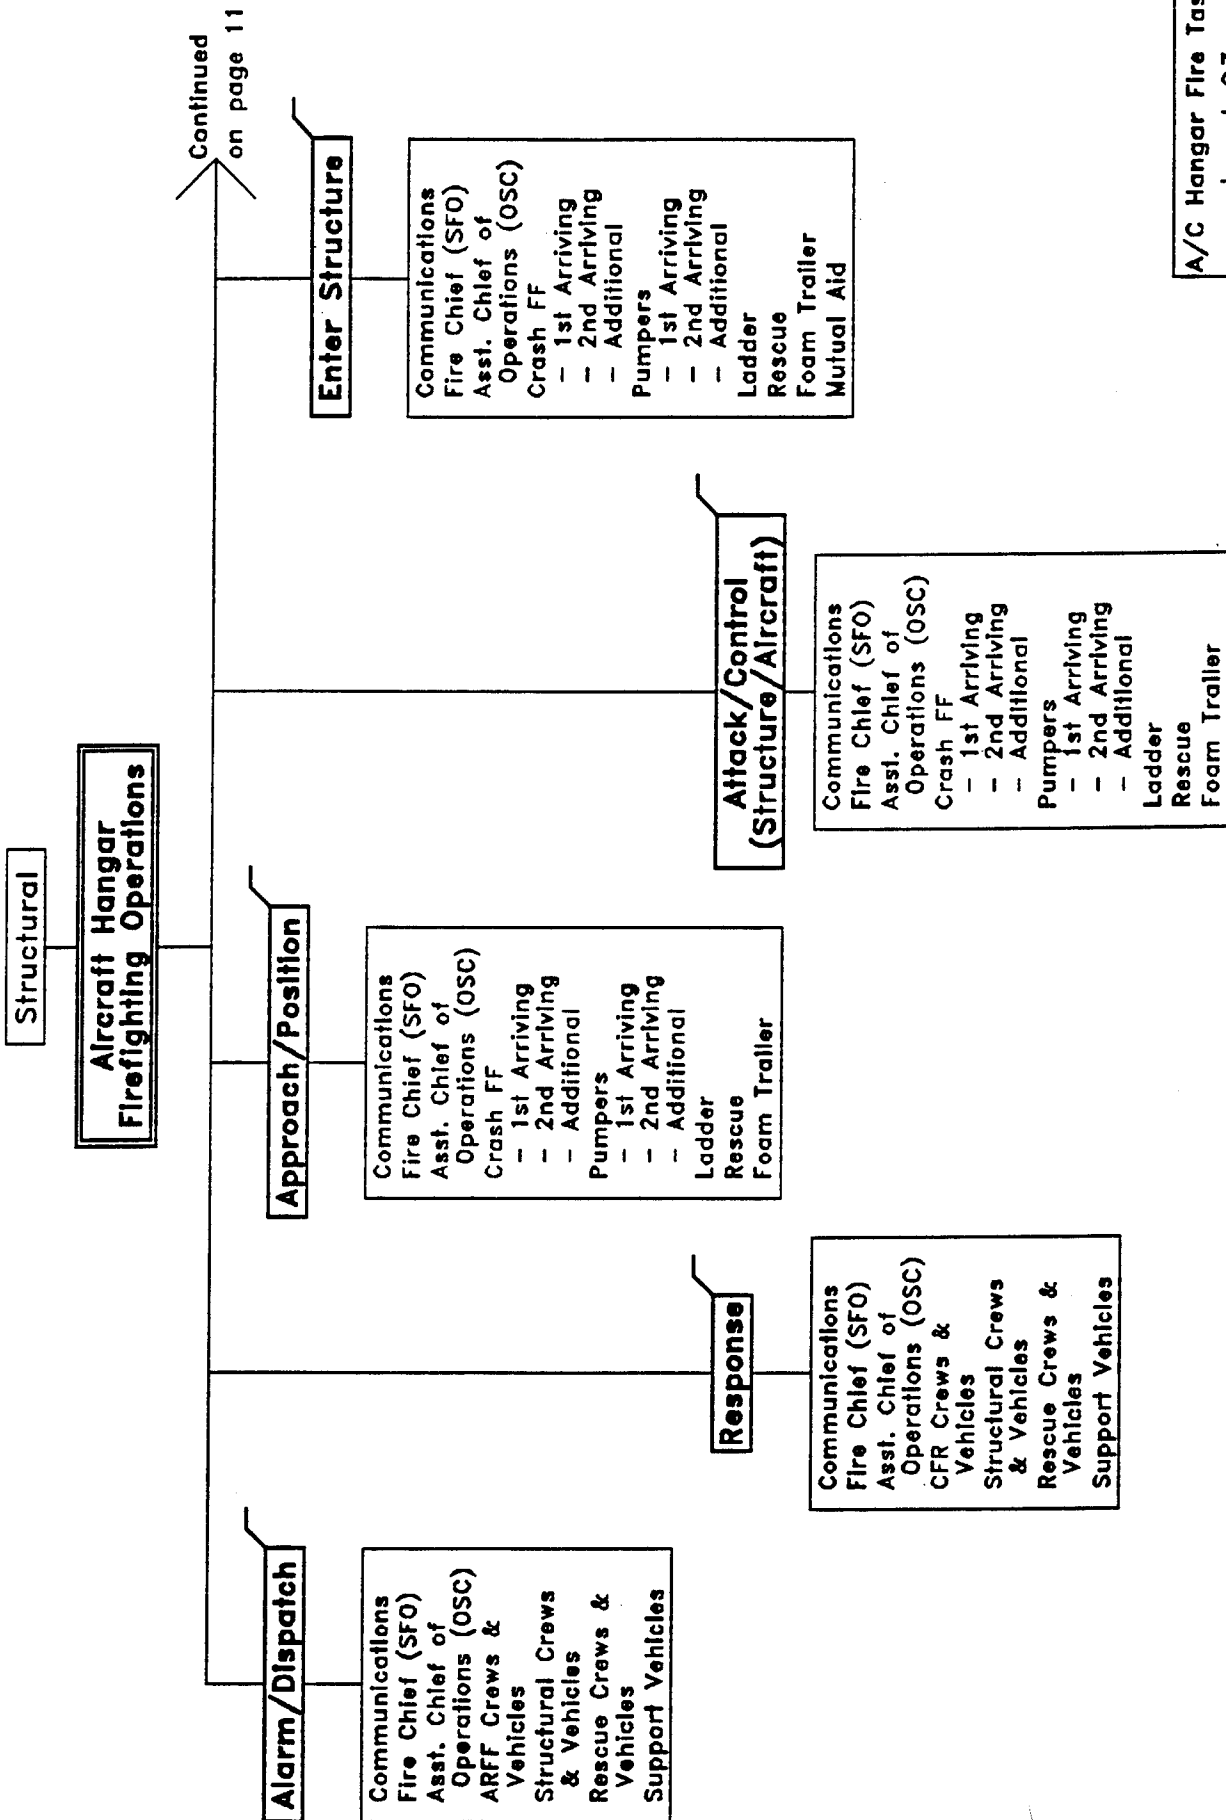 Structural
Aircraft Hangar
Firefighting Operations
Continued
on page 11
Alarm/Dispatch
Communications
Fire Chief (SFO)
Asst. Chief of
Operations (OSC)
ARFF Crews &
Vehicles
Structural Crews
& Vehicles
Rescue Crews &
Vehicles
Support Vehicles
Response
Communications
Fire Chief (SFO)
Asst. Chief of
Operations (OSC)
CFR Crews &
Vehicles
Structural Crews
& Vehicles
Rescue Crews &
Vehicles
Support Vehicles
Approach/Position
Communications
Fire Chief (SFO)
Asst. Chief of
Operations (OSC)
Crash FF
- 1st Arriving
- 2nd Arriving
- Additional
Pumpers
- 1st Arriving
- 2nd Arriving
- Additional
Ladder
Rescue
Foam Trailer
Attack/Control
(Structure/Aircraft)
Communications
Fire Chief (SFO)
Asst. Chief of
Operations (OSC)
Crash FF
- 1st Arriving
- 2nd Arriving
- Additional
Pumpers
- 1st Arriving
- 2nd Arriving
- Additional
Ladder
Rescue
Foam Trailer
Enter Structure
Communications
Fire Chief (SFO)
Asst. Chief of
Operations (OSC)
Crash FF
- 1st Arriving
- 2nd Arriving
- Additional
Pumpers
- 1st Arriving
- 2nd Arriving
- Additional
Ladder
Rescue
Foam Trailer
Mutual Aid
A/C Hangar Fire